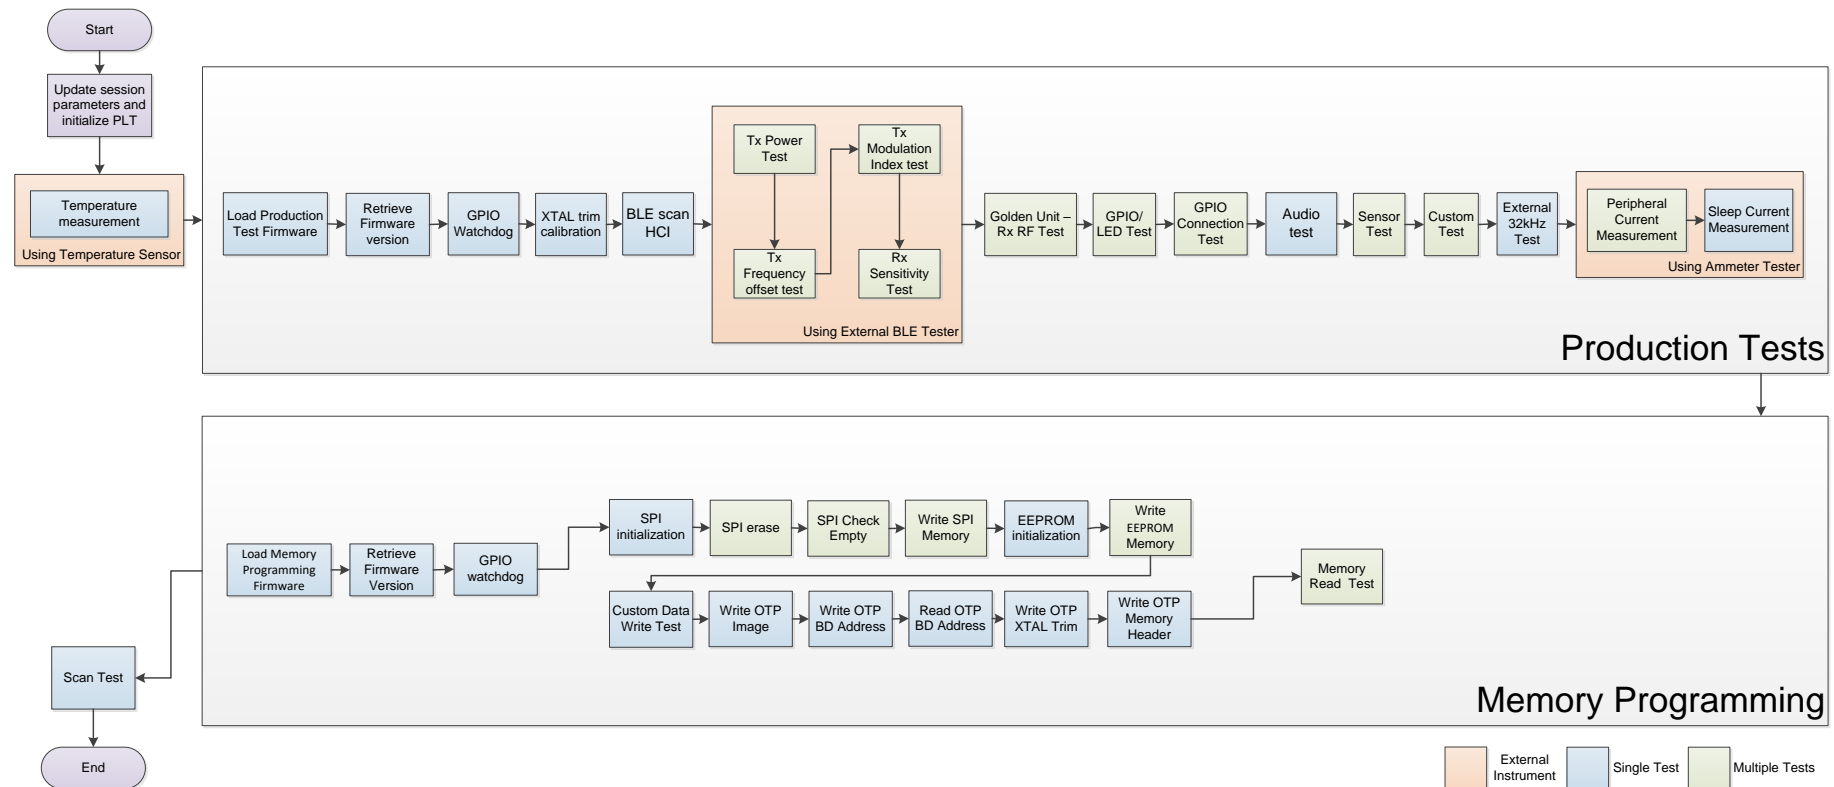 Start
Update session
parameters and
initialize PLT
Temperature
measurement
Using Temperature Sensor
Load Production
Test Firmware
Retrieve
Firmware
version
GPIO
Watchdog
XTAL trim
calibration
BLE scan
HCI
Tx Power
Test
Tx
Frequency
offset test
Tx
Modulation
Index test
Rx
Sensitivity
Test
Using External BLE Tester
Golden Unit –
Rx RF Test
GPIO/
LED Test
GPIO
Connection
Test
Audio
test
Sensor
Test
Custom
Test
External
32kHz
Test
Peripheral
Current
Measurement
Sleep Current
Measurement
Using Ammeter Tester
Production Tests
Load Memory
Programming
Firmware
Retrieve
Firmware
Version
GPIO
watchdog
SPI
initialization
SPI erase
SPI Check
Empty
Write SPI
Memory
EEPROM
initialization
Write
EEPROM
Memory
Custom Data
Write Test
Write OTP
Image
Write OTP
BD Address
Read OTP
BD Address
Write OTP
XTAL Trim
Write OTP
Memory
Header
Memory
Read Test
Memory Programming
Scan Test
End
External
Instrument
Single Test
Multiple Tests